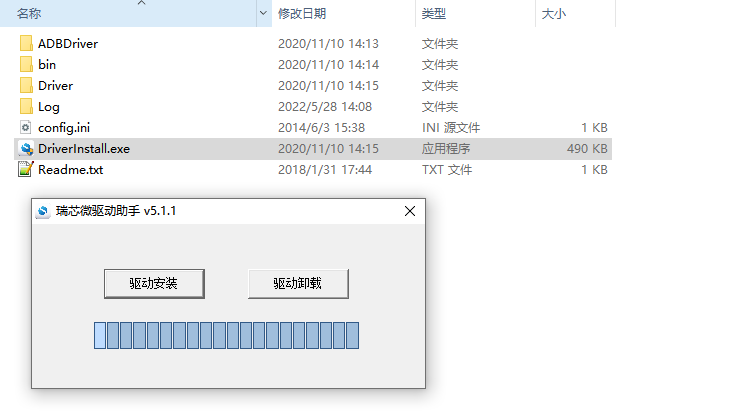 名称 修改日期 类型 大小
ADBDriver 2020/11/10 14:13 文件夹
bin 2020/11/10 14:14 文件夹
Driver 2020/11/10 14:15 文件夹
Log 2022/5/28 14:08 文件夹
config.ini 2014/6/3 15:38 INI 源文件 1 KB
DriverInstall.exe 2020/11/10 14:15 应用程序 490 KB
Readme.txt 2018/1/31 17:44 TXT 文件 1 KB
瑞芯微驱动助手 v5.1.1
驱动安装 驱动卸载